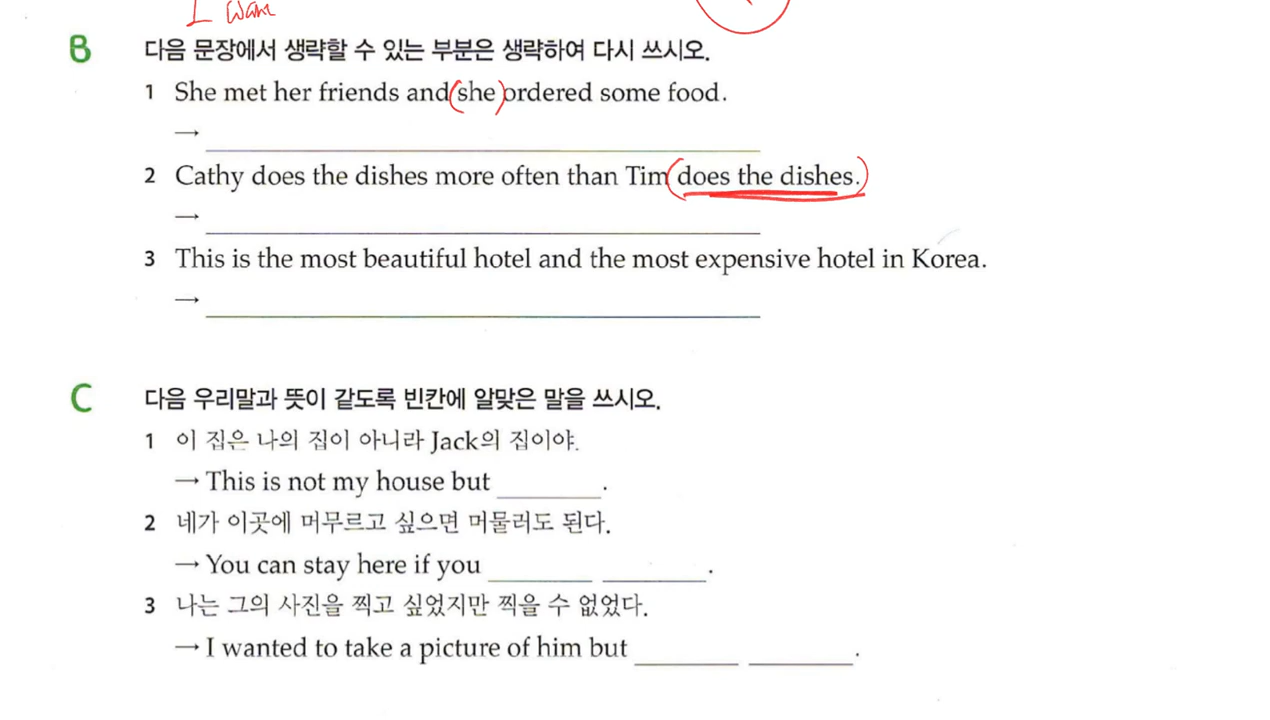 I want
B 다음 문장에서 생략할 수 있는 부분은 생략하여 다시 쓰시오.
1 She met her friends and (she) ordered some food.
→
2 Cathy does the dishes more often than Tim (does the dishes.)
→
3 This is the most beautiful hotel and the most expensive hotel in Korea.
→
C 다음 우리말과 뜻이 같도록 빈칸에 알맞은 말을 쓰시오.
1 이 집은 나의 집이 아니라 Jack의 집이야.
→ This is not my house but ______.
2 네가 이곳에 머무르고 싶으면 머물러도 된다.
→ You can stay here if you ______ ______.
3 나는 그의 사진을 찍고 싶었지만 찍을 수 없었다.
→ I wanted to take a picture of him but ______ ______.